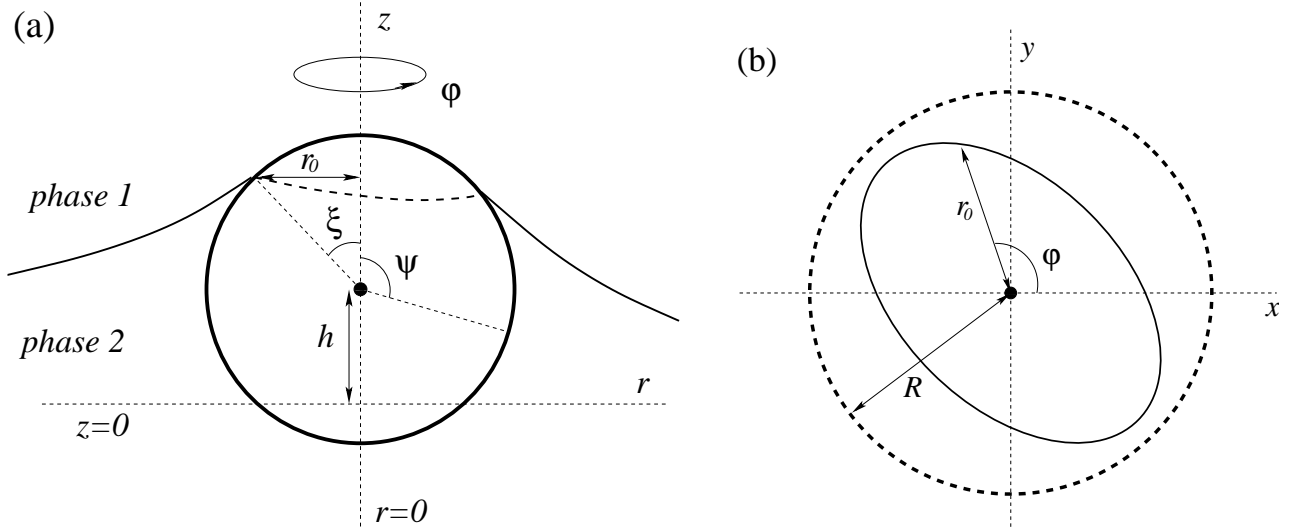 (a)
z
φ
r₀
phase 1
ξ
ψ
phase 2
h
r
z=0
r=0
(b)
y
r₀
φ
x
R